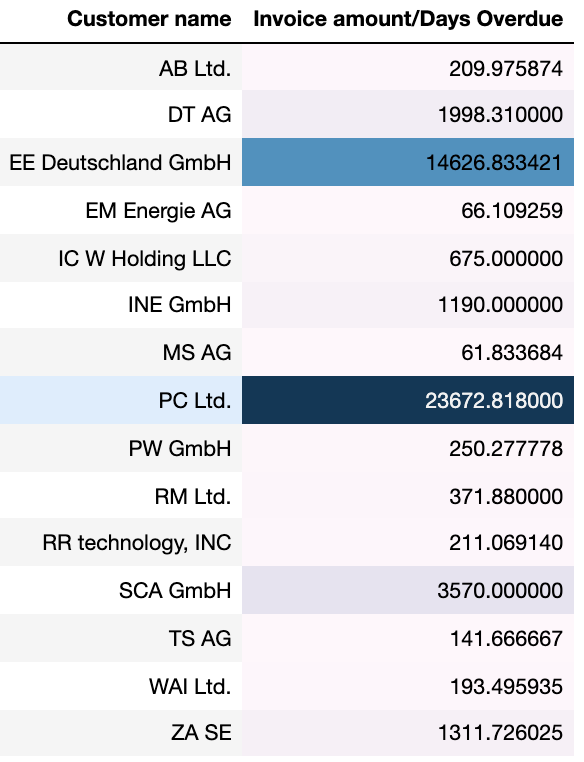 Customer name Invoice amount/Days Overdue
AB Ltd. 209.975874
DT AG 1998.310000
EE Deutschland GmbH 14626.833421
EM Energie AG 66.109259
IC W Holding LLC 675.000000
INE GmbH 1190.000000
MS AG 61.833684
PC Ltd. 23672.818000
PW GmbH 250.277778
RM Ltd. 371.880000
RR technology, INC 211.069140
SCA GmbH 3570.000000
TS AG 141.666667
WAI Ltd. 193.495935
ZA SE 1311.726025